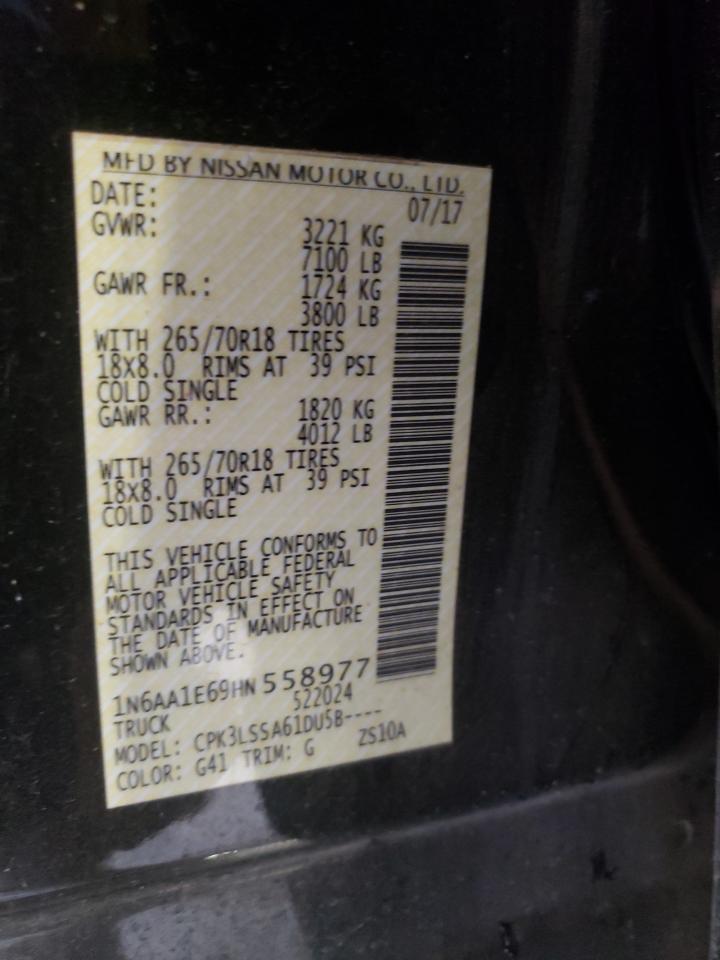 MFD BY NISSAN MOTOR CO., LTD.
DATE: 07/17
GVWR: 3221 KG
7100 LB
GAWR FR.: 1724 KG
3800 LB
WITH 265/70R18 TIRES
18X8.0 RIMS AT 39 PSI
COLD SINGLE
GAWR RR.: 1820 KG
4012 LB
WITH 265/70R18 TIRES
18X8.0 RIMS AT 39 PSI
COLD SINGLE
THIS VEHICLE CONFORMS TO
ALL APPLICABLE FEDERAL
MOTOR VEHICLE SAFETY
STANDARDS IN EFFECT ON
THE DATE OF MANUFACTURE
SHOWN ABOVE.
1N6AA1E69HN558977
TRUCK 522024
MODEL: CPK3LSSA61DU5B----
COLOR: G41 TRIM: G ZS10A